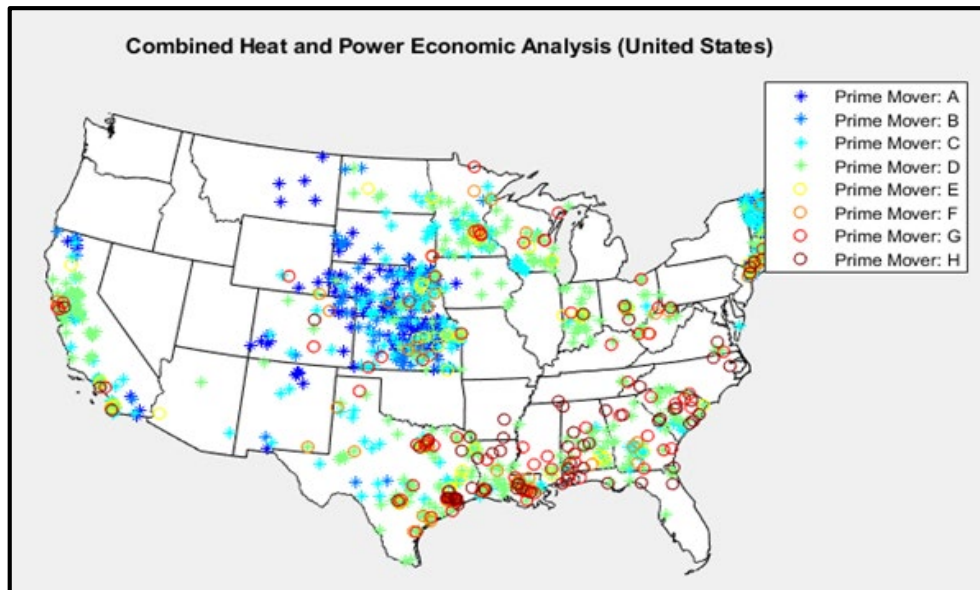 Combined Heat and Power Economic Analysis (United States)
Prime Mover: A
Prime Mover: B
Prime Mover: C
Prime Mover: D
Prime Mover: E
Prime Mover: F
Prime Mover: G
Prime Mover: H